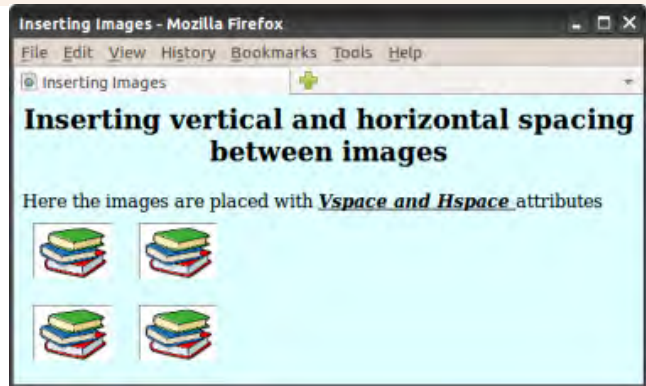 Inserting Images - Mozilla Firefox
File Edit View History Bookmarks Tools Help
Inserting Images
Inserting vertical and horizontal spacing
between images
Here the images are placed with Vspace and Hspace attributes